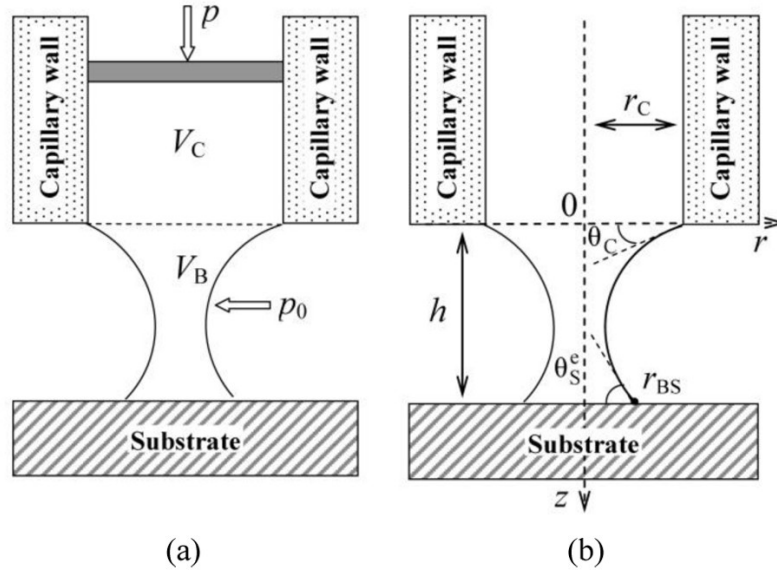 p
Capillary wall
V_C
Capillary wall
V_B
p_0
Substrate
(a)
Capillary wall
r_C
Capillary wall
0
θ_C
r
h
θ_S^e
r_BS
Substrate
z
(b)